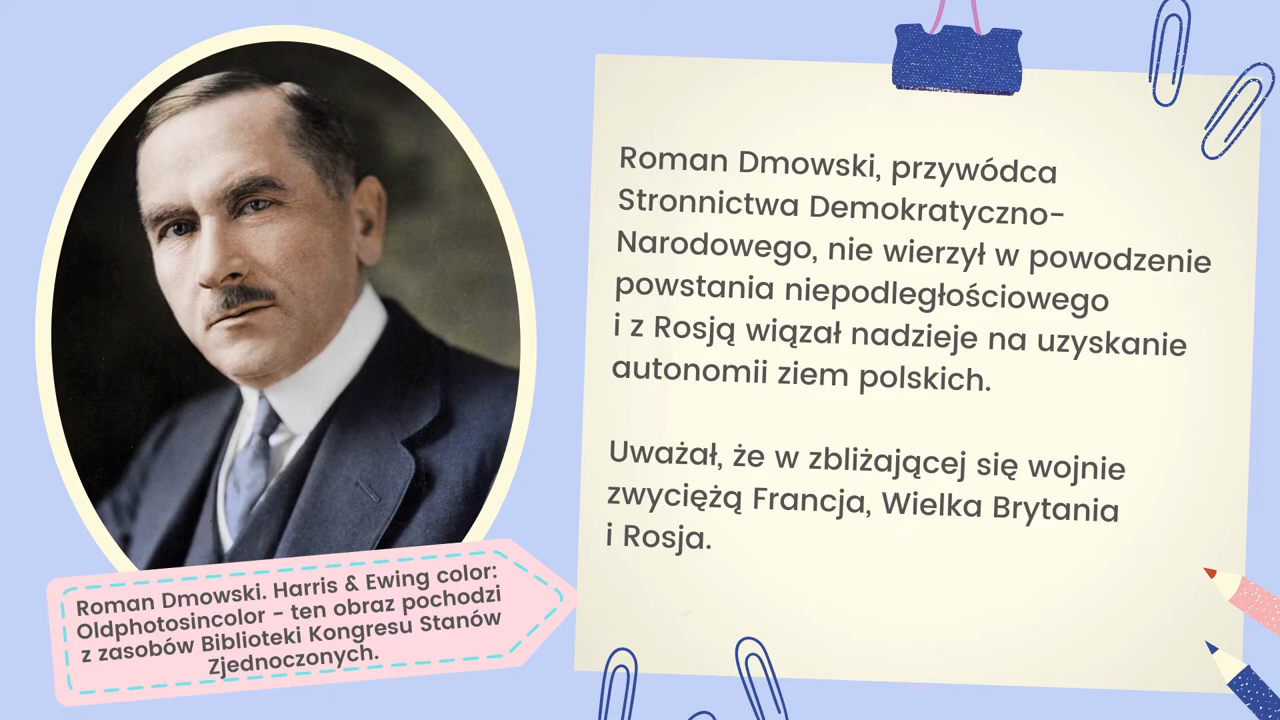 Roman Dmowski, przywódca
Stronnictwa Demokratyczno-
Narodowego, nie wierzył w powodzenie
powstania niepodległościowego
i z Rosją wiązał nadzieje na uzyskanie
autonomii ziem polskich.
Uważał, że w zbliżającej się wojnie
zwyciężą Francja, Wielka Brytania
i Rosja.
Roman Dmowski. Harris & Ewing color:
Oldphotosincolor - ten obraz pochodzi
z zasobów Biblioteki Kongresu Stanów
Zjednoczonych.